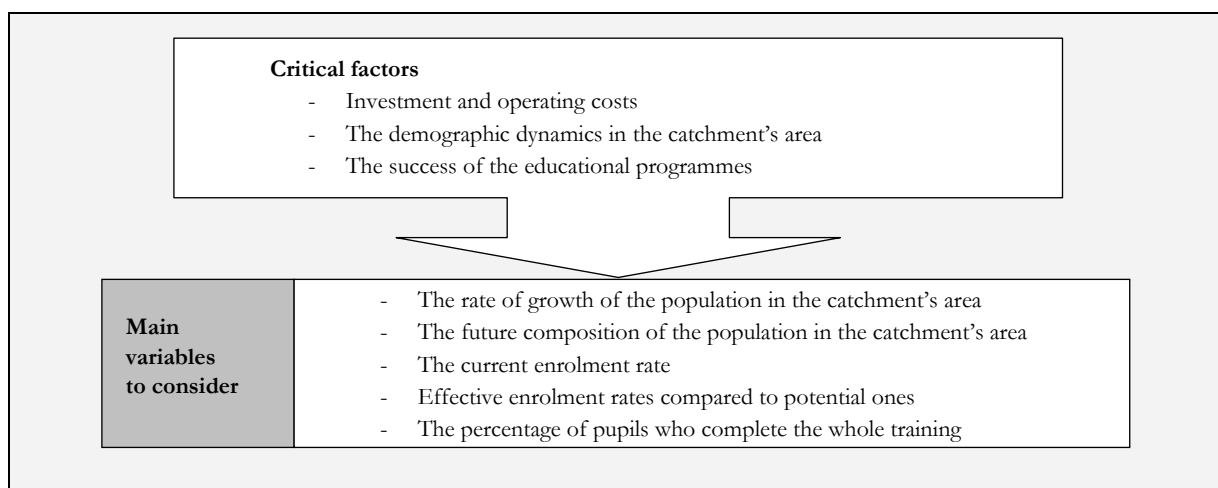 Critical factors
- Investment and operating costs
- The demographic dynamics in the catchment’s area
- The success of the educational programmes
Main
variables
to consider
- The rate of growth of the population in the catchment’s area
- The future composition of the population in the catchment’s area
- The current enrolment rate
- Effective enrolment rates compared to potential ones
- The percentage of pupils who complete the whole training